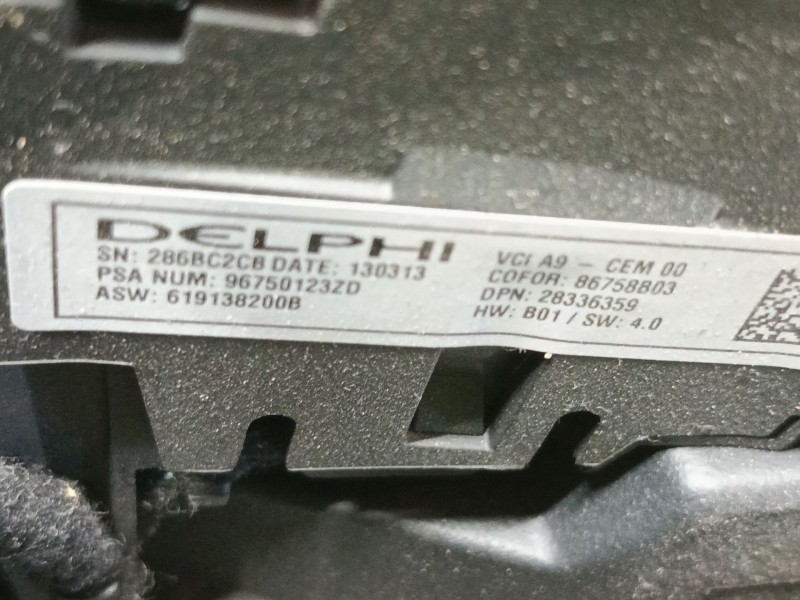 DELPHI
SN: 286BC2CB DATE: 130313
PSA NUM: 96750123ZD
ASW: 619138200B
VCI A9 - CEM 00
COFOR: 86758B03
DPN: 28336359
HW: B01 / SW: 4.0